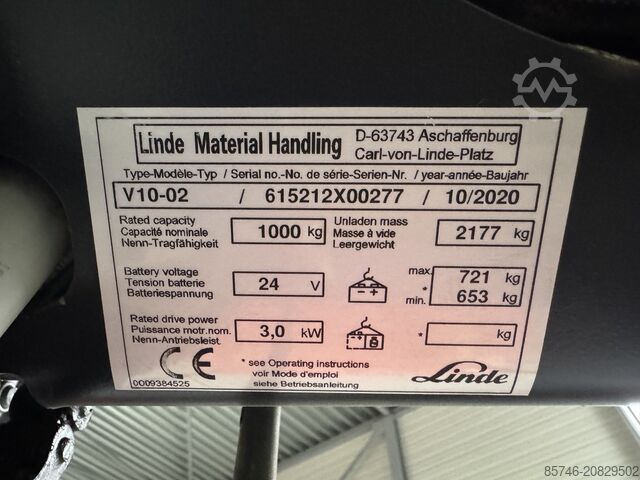 Linde Material Handling
D-63743 Aschaffenburg
Carl-von-Linde-Platz
Type-Modèle-Typ / Serial no.-No. de série-Serien-Nr. / year-année-Baujahr
V10-02 / 615212X00277 / 10/2020
Rated capacity
Capacité nominale
Nenn-Tragfähigkeit
1000 kg
Unladen mass
Masse à vide
Leergewicht
2177 kg
Battery voltage
Tension batterie
Batteriespannung
24 V
- +
max. 721 kg
*
min. 653 kg
Rated drive power
Puissance motr.nom.
Nenn-Antriebsleist.
3,0 kW
* kg
CE
0009384525
* see Operating instructions
voir Mode d'emploi
siehe Betriebsanleitung
Linde
85746-20829502